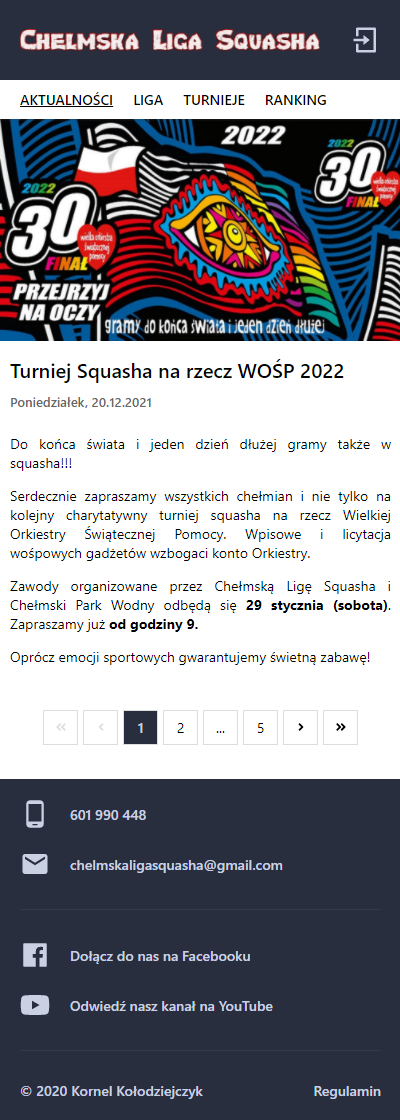 Chelmska Liga Squasha
AKTUALNOŚCI LIGA TURNIEJE RANKING
2022
2022
30
FINAŁ
wielka orkiestra
świątecznej
pomocy
2022
30
FINAŁ
wielka orkiestra
świątecznej
pomocy
PRZEJRZYJ
NA OCZY
gramy do końca świata i jeden dzień dłużej
Turniej Squasha na rzecz WOŚP 2022
Poniedziałek, 20.12.2021
Do końca świata i jeden dzień dłużej gramy także w
squasha!!!
Serdecznie zapraszamy wszystkich chełmian i nie tylko na
kolejny charytatywny turniej squasha na rzecz Wielkiej
Orkiestry Świątecznej Pomocy. Wpisowe i licytacja
wośpowych gadżetów wzbogaci konto Orkiestry.
Zawody organizowane przez Chełmską Ligę Squasha i
Chełmski Park Wodny odbędą się 29 stycznia (sobota).
Zapraszamy już od godziny 9.
Oprócz emocji sportowych gwarantujemy świetną zabawę!
« ‹ 1 2 ... 5 › »
601 990 448
chelmskaligasquasha@gmail.com
Dołącz do nas na Facebooku
Odwiedź nasz kanał na YouTube
© 2020 Kornel Kołodziejczyk Regulamin